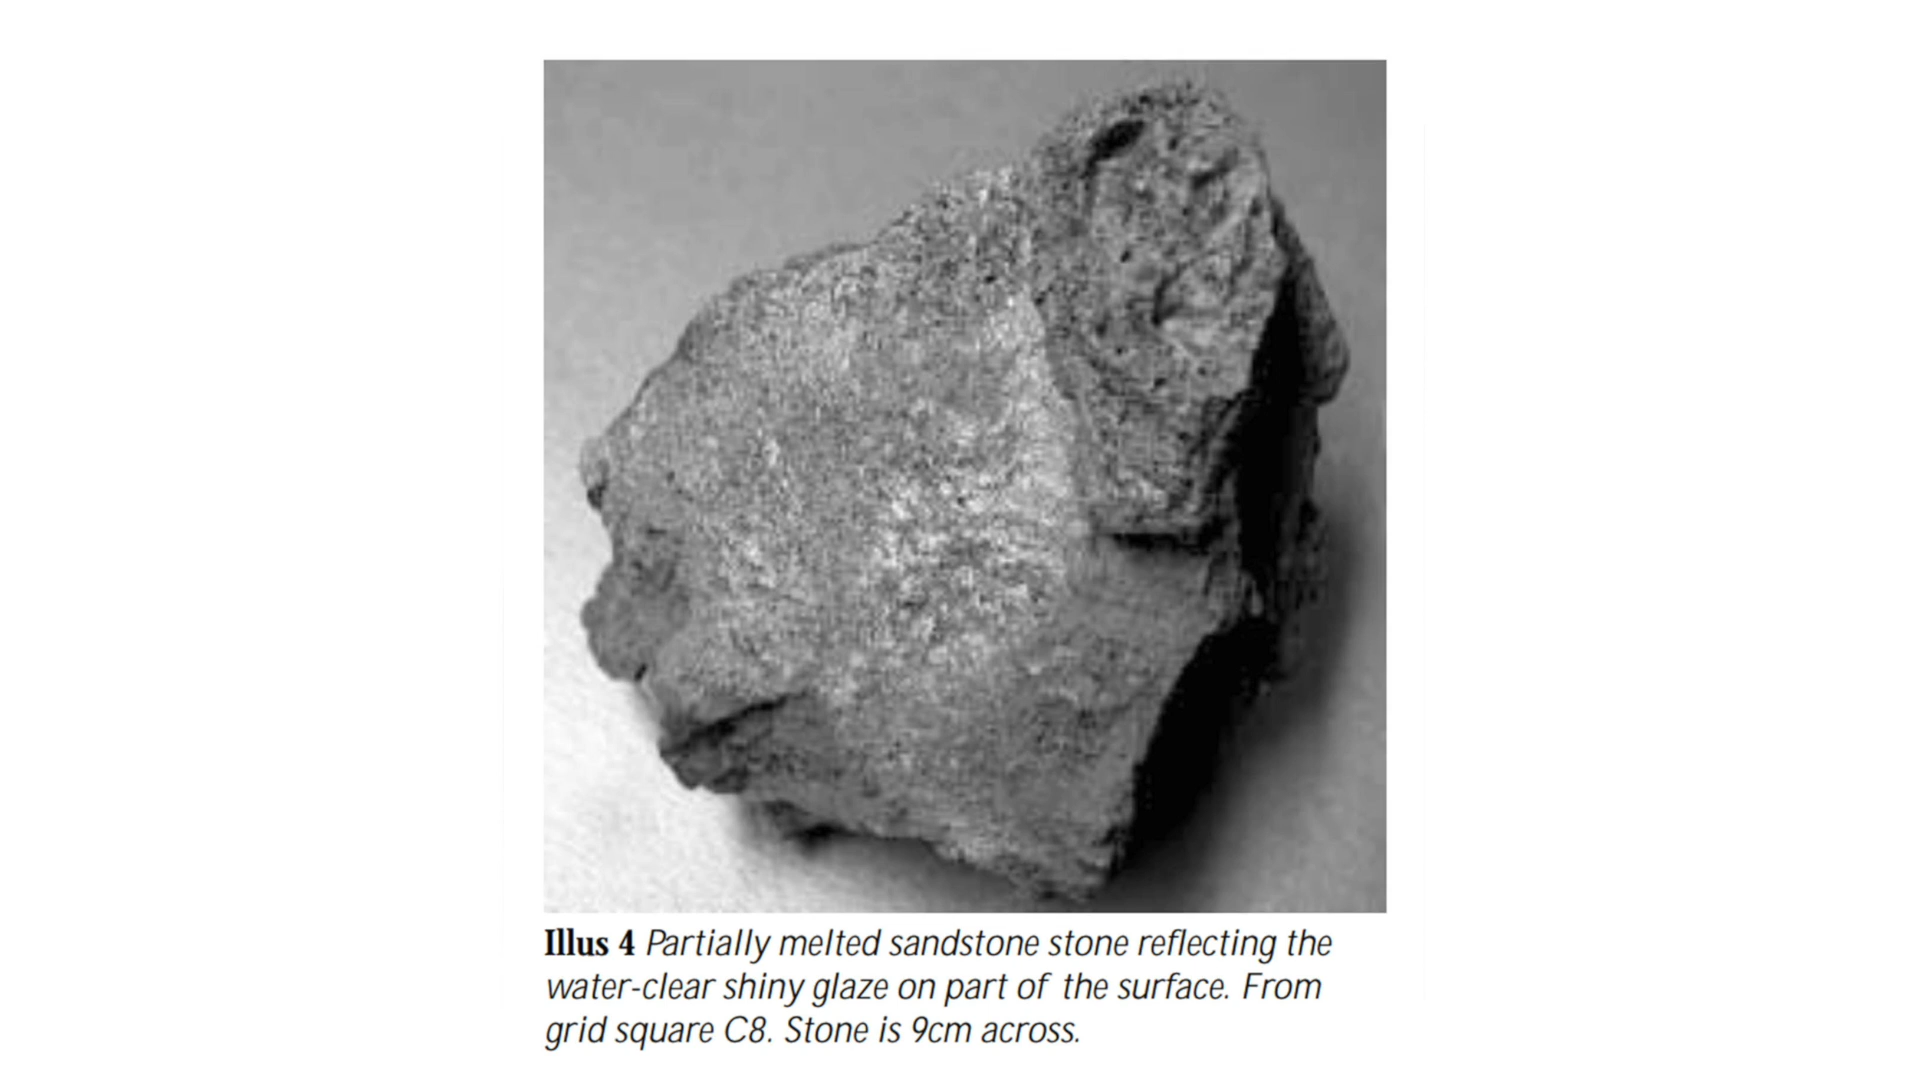 Illus 4 Partially melted sandstone stone reflecting the
water-clear shiny glaze on part of the surface. From
grid square C8. Stone is 9cm across.